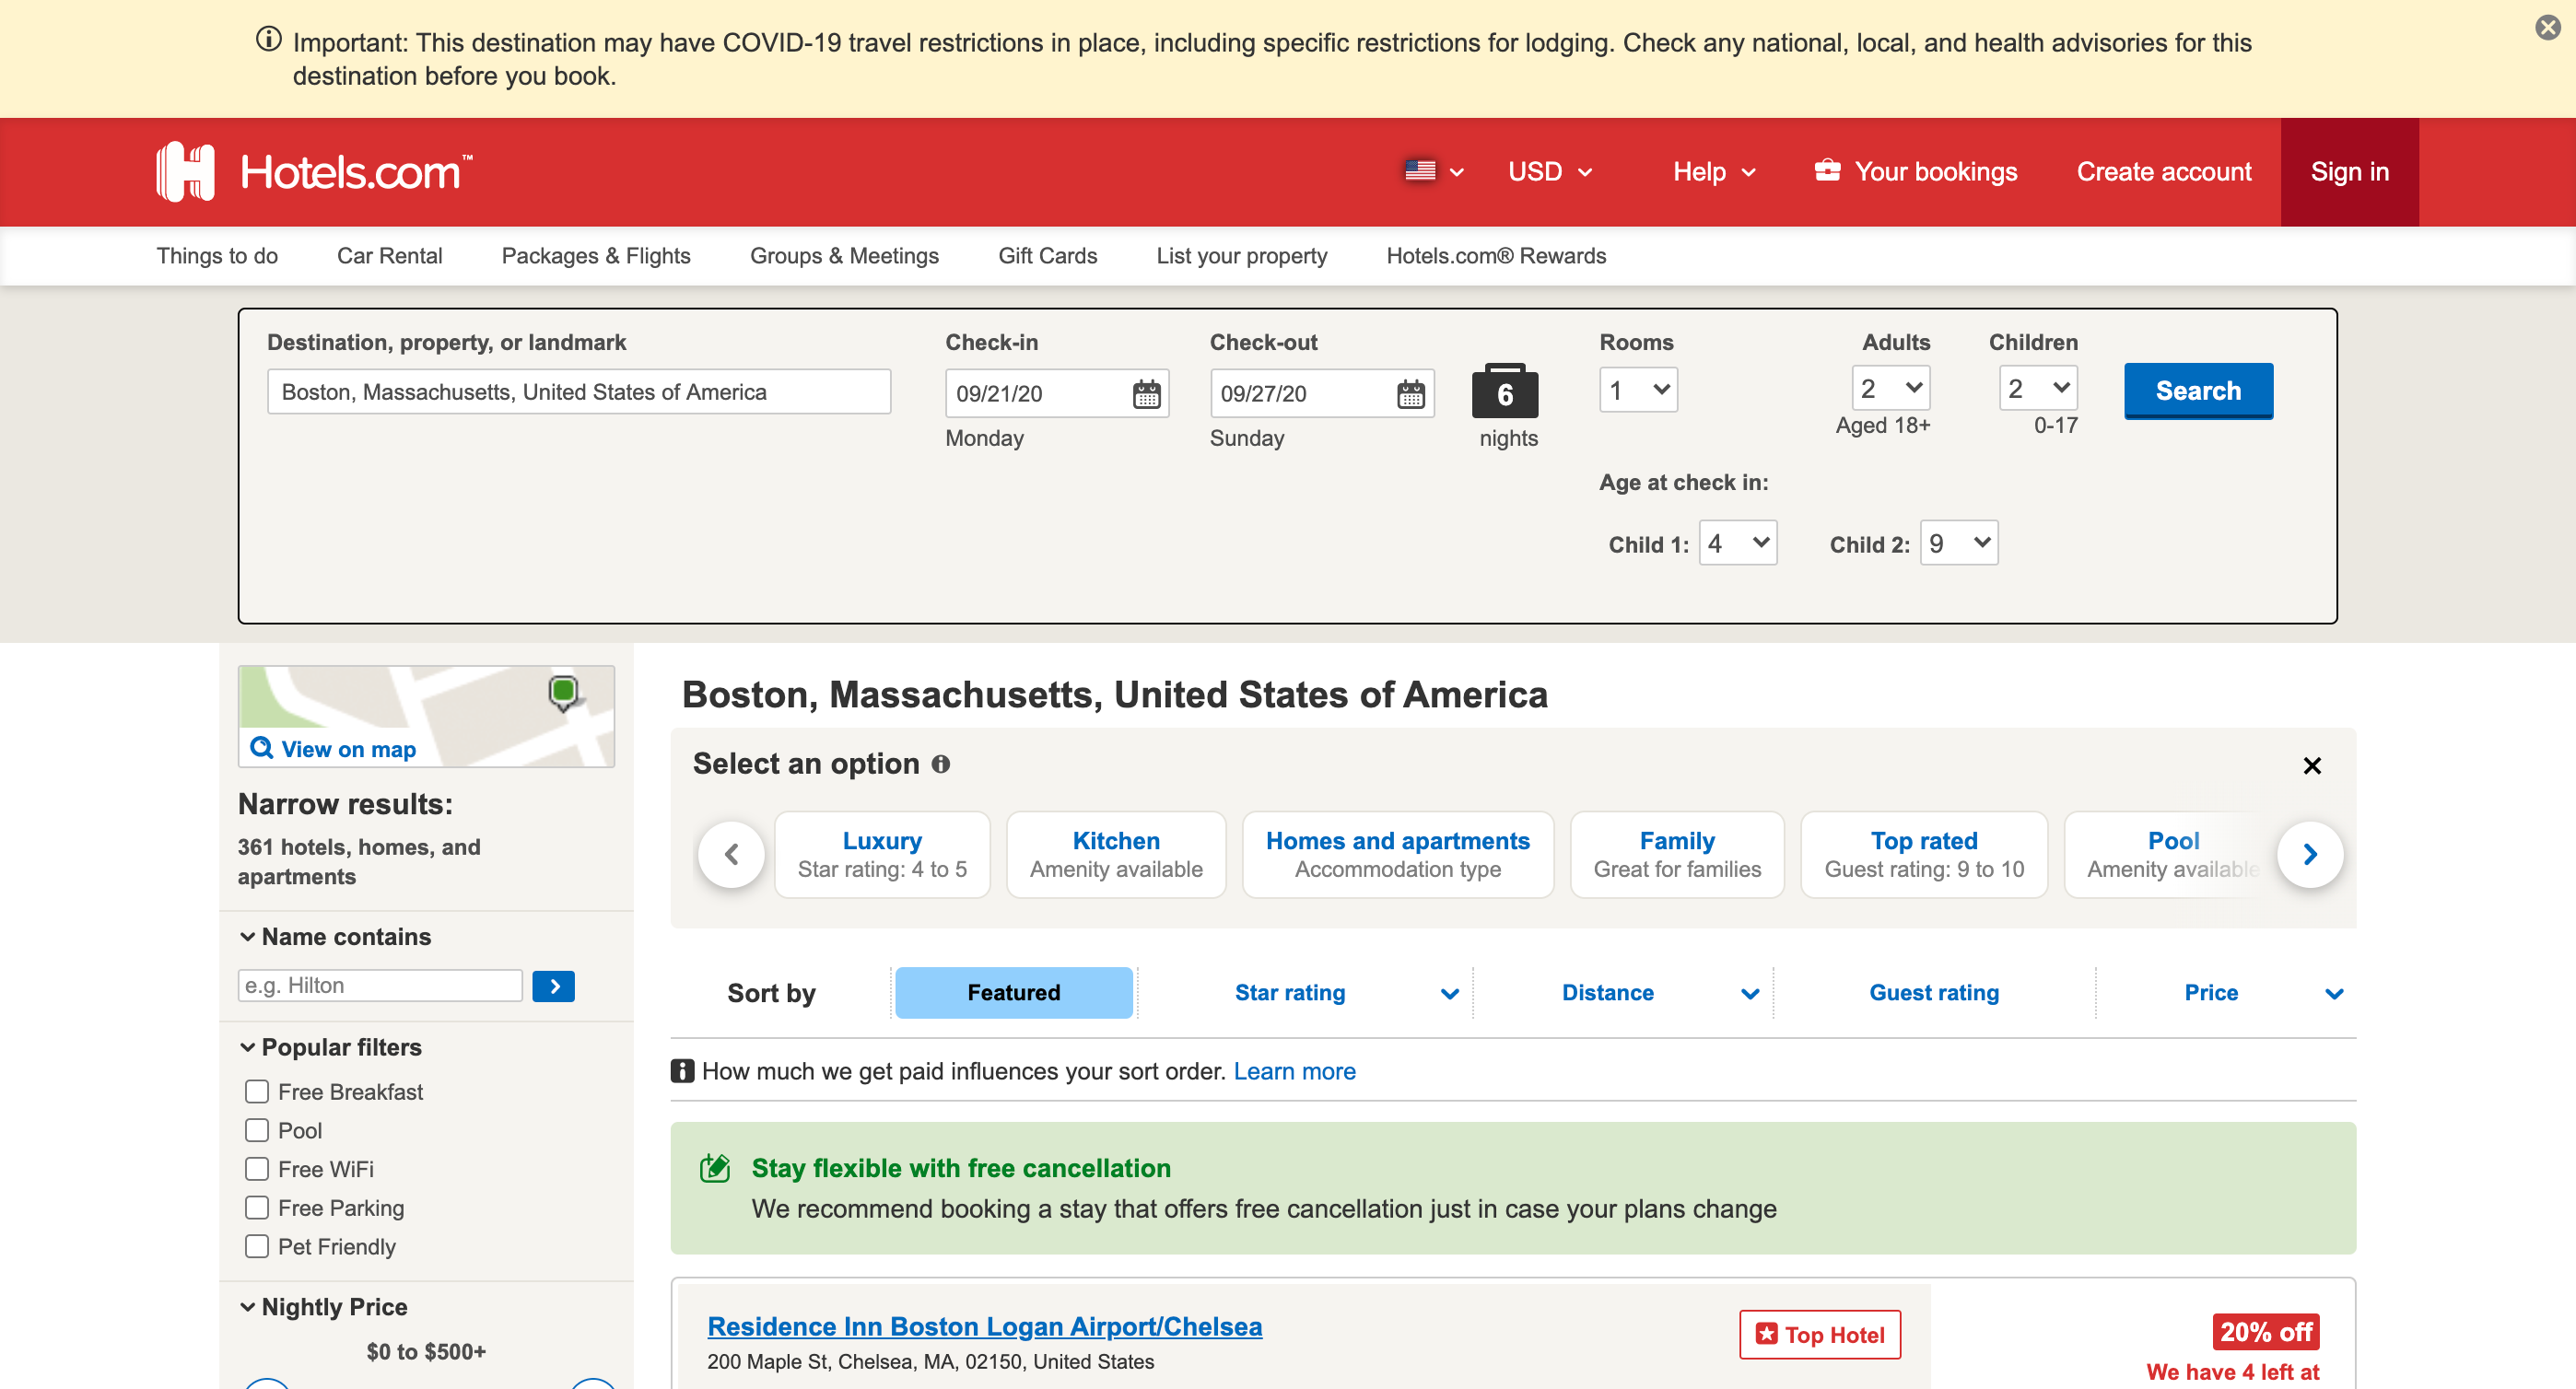 Important: This destination may have COVID-19 travel restrictions in place, including specific restrictions for lodging. Check any national, local, and health advisories for this
destination before you book.
Hotels.com™
USD
Help
Your bookings
Create account
Sign in
Things to do
Car Rental
Packages & Flights
Groups & Meetings
Gift Cards
List your property
Hotels.com® Rewards
Destination, property, or landmark
Boston, Massachusetts, United States of America
Check-in
09/21/20
Monday
Check-out
09/27/20
Sunday
6
nights
Rooms
1
Adults
2
Aged 18+
Children
2
0-17
Search
Age at check in:
Child 1: 4
Child 2: 9
View on map
Narrow results:
361 hotels, homes, and
apartments
Name contains
e.g. Hilton
Popular filters
Free Breakfast
Pool
Free WiFi
Free Parking
Pet Friendly
Nightly Price
$0 to $500+
Boston, Massachusetts, United States of America
Select an option
Luxury
Star rating: 4 to 5
Kitchen
Amenity available
Homes and apartments
Accommodation type
Family
Great for families
Top rated
Guest rating: 9 to 10
Pool
Amenity available
Sort by
Featured
Star rating
Distance
Guest rating
Price
How much we get paid influences your sort order. Learn more
Stay flexible with free cancellation
We recommend booking a stay that offers free cancellation just in case your plans change
Residence Inn Boston Logan Airport/Chelsea
200 Maple St, Chelsea, MA, 02150, United States
Top Hotel
20% off
We have 4 left at